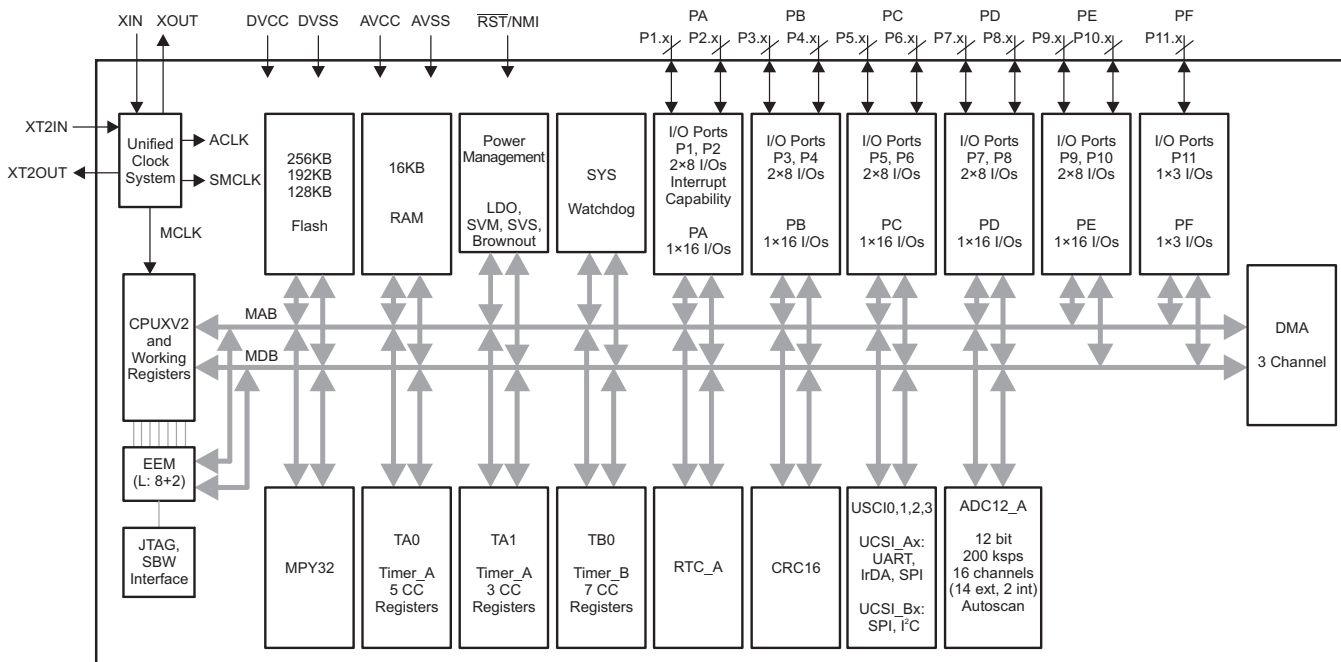 XIN
XOUT
DVCC
DVSS
AVCC
AVSS
RST/NMI
PA
PB
PC
PD
PE
PF
P1.x
P2.x
P3.x
P4.x
P5.x
P6.x
P7.x
P8.x
P9.x
P10.x
P11.x
XT2IN
XT2OUT
Unified
Clock
System
ACLK
SMCLK
MCLK
256KB
192KB
128KB
Flash
16KB
RAM
Power
Management
LDO,
SVM, SVS,
Brownout
SYS
Watchdog
I/O Ports
P1, P2
2×8 I/Os
Interrupt
Capability
PA
1×16 I/Os
I/O Ports
P3, P4
2×8 I/Os
PB
1×16 I/Os
I/O Ports
P5, P6
2×8 I/Os
PC
1×16 I/Os
I/O Ports
P7, P8
2×8 I/Os
PD
1×16 I/Os
I/O Ports
P9, P10
2×8 I/Os
PE
1×16 I/Os
I/O Ports
P11
1×3 I/Os
PF
1×3 I/Os
CPUXV2
and
Working
Registers
MAB
MDB
DMA
3 Channel
EEM
(L: 8+2)
JTAG,
SBW
Interface
MPY32
TA0
Timer_A
5 CC
Registers
TA1
Timer_A
3 CC
Registers
TB0
Timer_B
7 CC
Registers
RTC_A
CRC16
USCI0,1,2,3
UCSI_Ax:
UART,
IrDA, SPI
UCSI_Bx:
SPI, I²C
ADC12_A
12 bit
200 ksps
16 channels
(14 ext, 2 int)
Autoscan